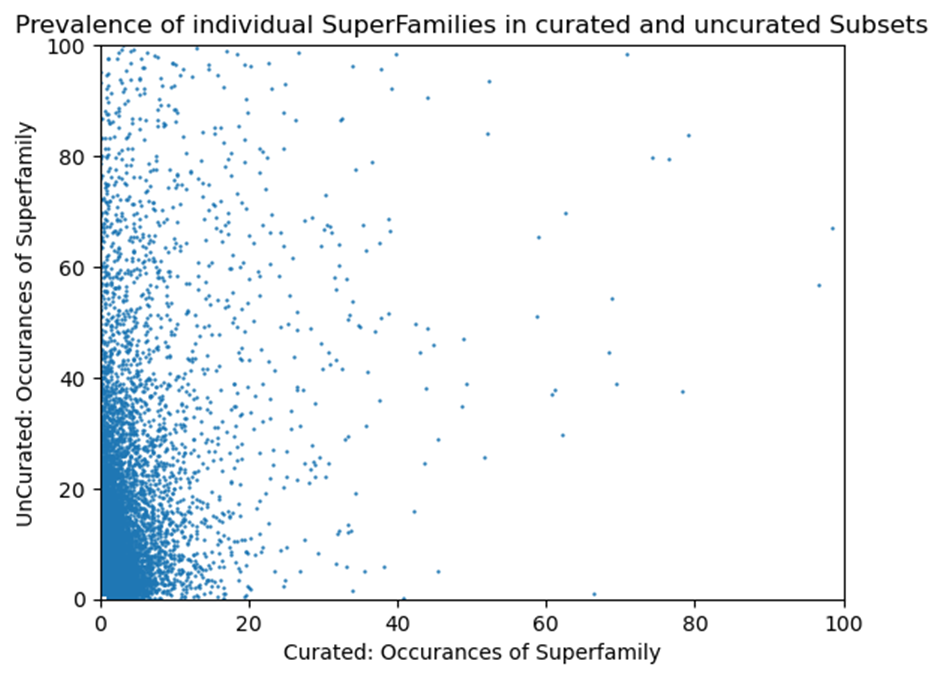 Prevalence of individual SuperFamilies in curated and uncurated Subsets
100
80
60
40
20
0
UnCurated: Occurances of Superfamily
0 20 40 60 80 100
Curated: Occurances of Superfamily